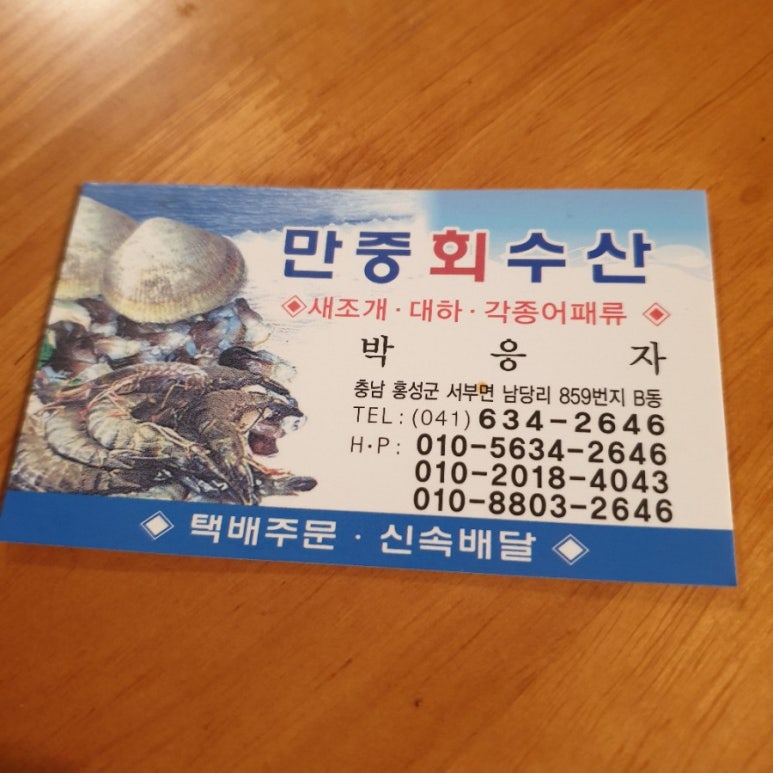 만중회수산
◈새조개·대하·각종어패류◈
박 응 자
충남 홍성군 서부면 남당리 859번지 B동
TEL:(041)634-2646
H·P: 010-5634-2646
010-2018-4043
010-8803-2646
◈ 택배주문 · 신속배달 ◈